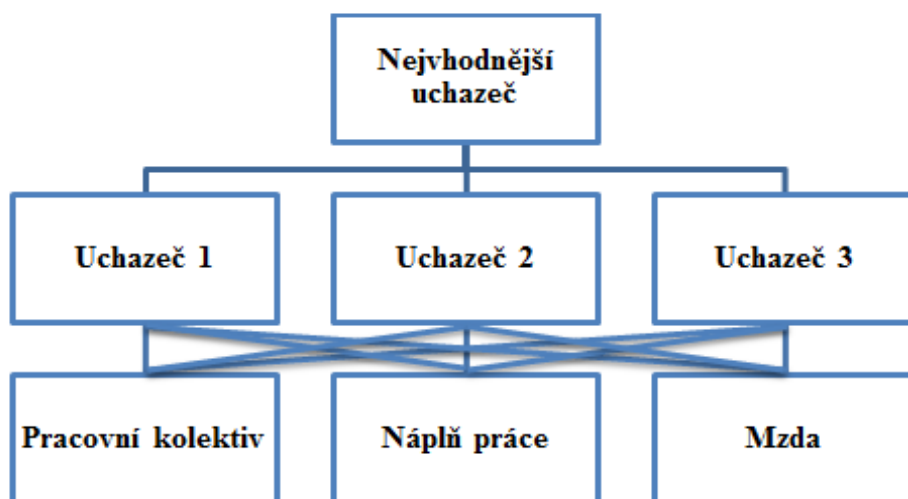 Nejvhodnější
uchazeč
Uchazeč 1
Uchazeč 2
Uchazeč 3
Pracovní kolektiv
Náplň práce
Mzda